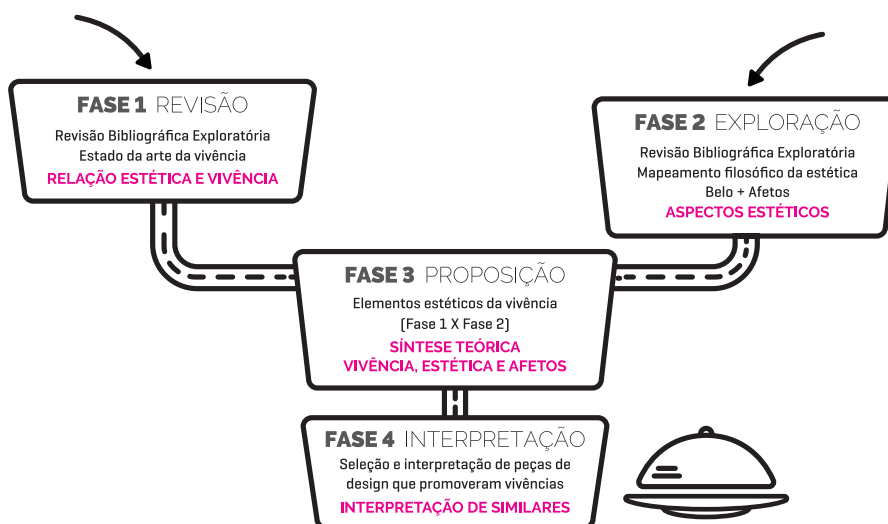 FASE 1 REVISÃO
Revisão Bibliográfica Exploratória
Estado da arte da vivência
RELAÇÃO ESTÉTICA E VIVÊNCIA
FASE 2 EXPLORAÇÃO
Revisão Bibliográfica Exploratória
Mapeamento filosófico da estética
Belo + Afetos
ASPECTOS ESTÉTICOS
FASE 3 PROPOSIÇÃO
Elementos estéticos da vivência
(Fase 1 X Fase 2)
SÍNTESE TEÓRICA
VIVÊNCIA, ESTÉTICA E AFETOS
FASE 4 INTERPRETAÇÃO
Seleção e interpretação de peças de
design que promoveram vivências
INTERPRETAÇÃO DE SIMILARES